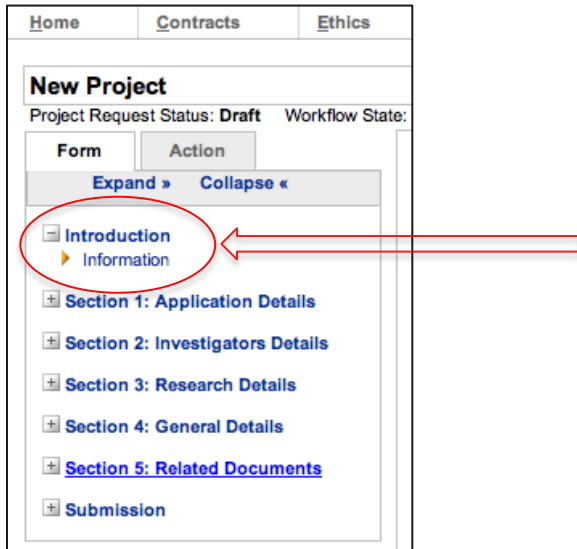 Home Contracts Ethics
New Project
Project Request Status: Draft Workflow State:
Form Action
Expand » Collapse «
Introduction
Information
Section 1: Application Details
Section 2: Investigators Details
Section 3: Research Details
Section 4: General Details
Section 5: Related Documents
Submission